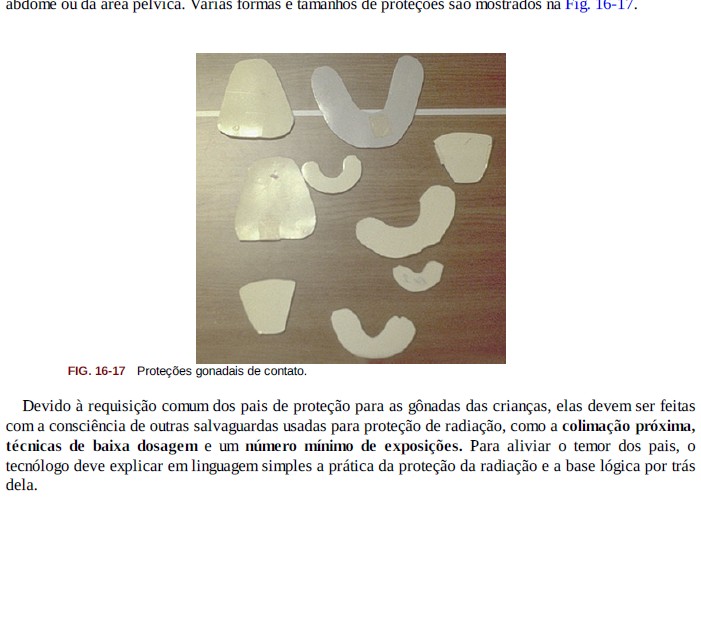 abdome ou da área pélvica. Várias formas e tamanhos de proteções são mostrados na Fig. 16-17.
FIG. 16-17 Proteções gonadais de contato.
Devido à requisição comum dos pais de proteção para as gônadas das crianças, elas devem ser feitas
com a consciência de outras salvaguardas usadas para proteção de radiação, como a colimação próxima,
técnicas de baixa dosagem e um número mínimo de exposições. Para aliviar o temor dos pais, o
tecnólogo deve explicar em linguagem simples a prática da proteção da radiação e a base lógica por trás
dela.